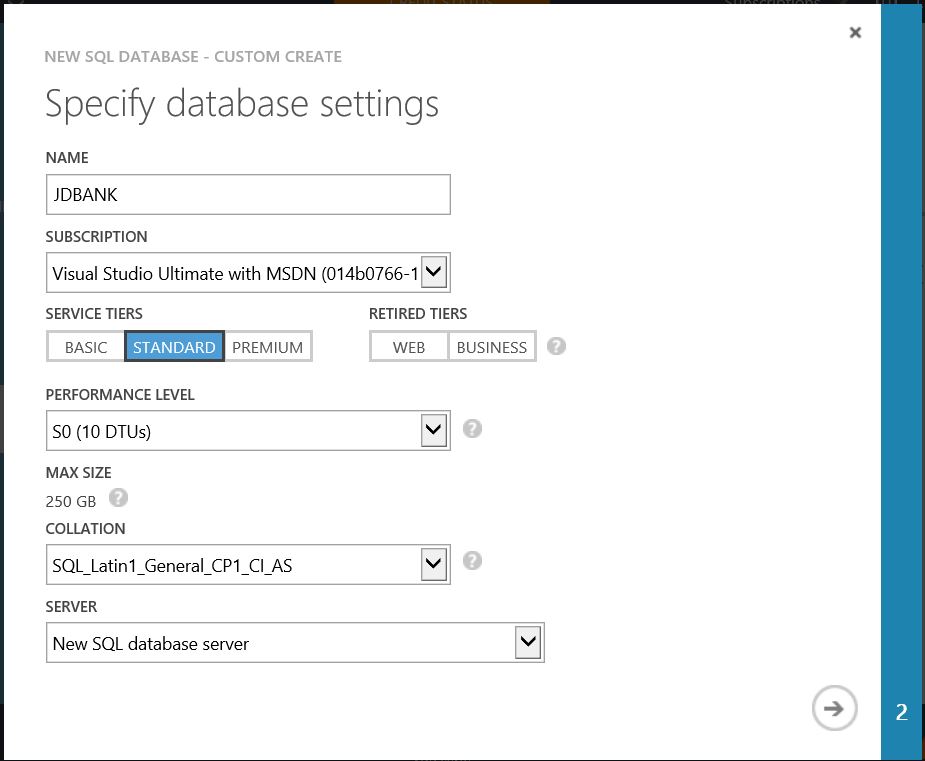 NEW SQL DATABASE - CUSTOM CREATE
Specify database settings
NAME
JDBANK
SUBSCRIPTION
Visual Studio Ultimate with MSDN (014b0766-1
SERVICE TIERS RETIRED TIERS
BASIC STANDARD PREMIUM WEB BUSINESS ?
PERFORMANCE LEVEL
S0 (10 DTUs) ?
MAX SIZE
250 GB ?
COLLATION
SQL_Latin1_General_CP1_CI_AS ?
SERVER
New SQL database server
2